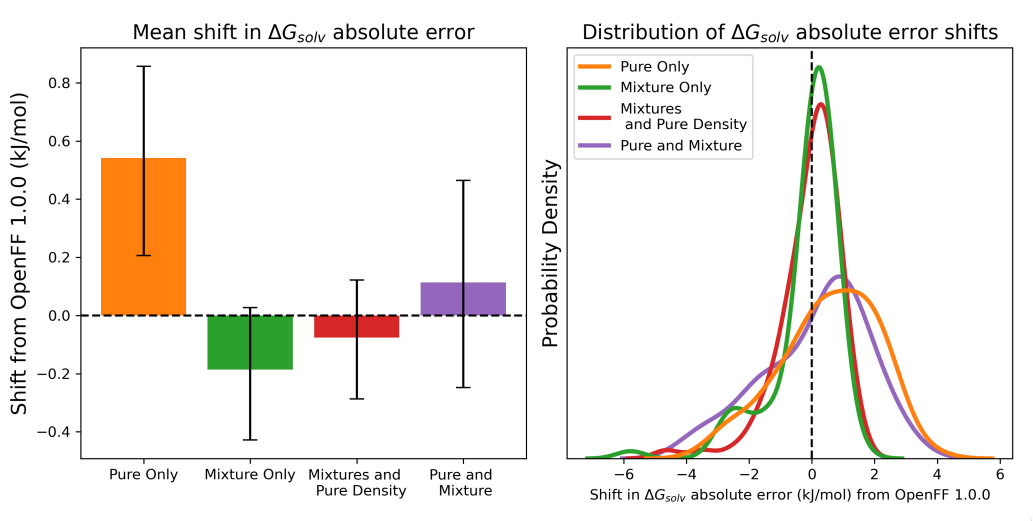 Mean shift in ΔG_solv absolute error
Shift from OpenFF 1.0.0 (kJ/mol)
0.8
0.6
0.4
0.2
0.0
−0.2
−0.4
Pure Only
Mixture Only
Mixtures and
Pure Density
Pure and
Mixture
Distribution of ΔG_solv absolute error shifts
Probability Density
Pure Only
Mixture Only
Mixtures
and Pure Density
Pure and Mixture
−6
−4
−2
0
2
4
6
Shift in ΔG_solv absolute error (kJ/mol) from OpenFF 1.0.0